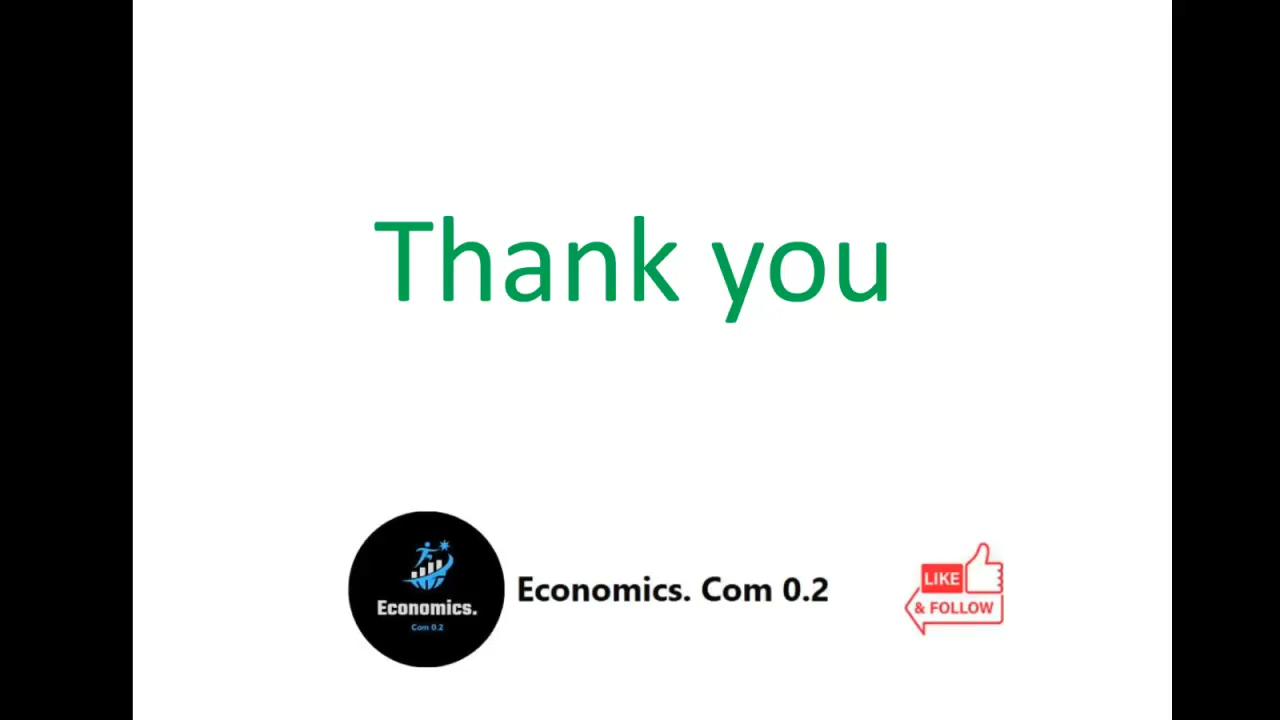 Thank you
Economics.
Com 0.2
Economics. Com 0.2
LIKE
& FOLLOW